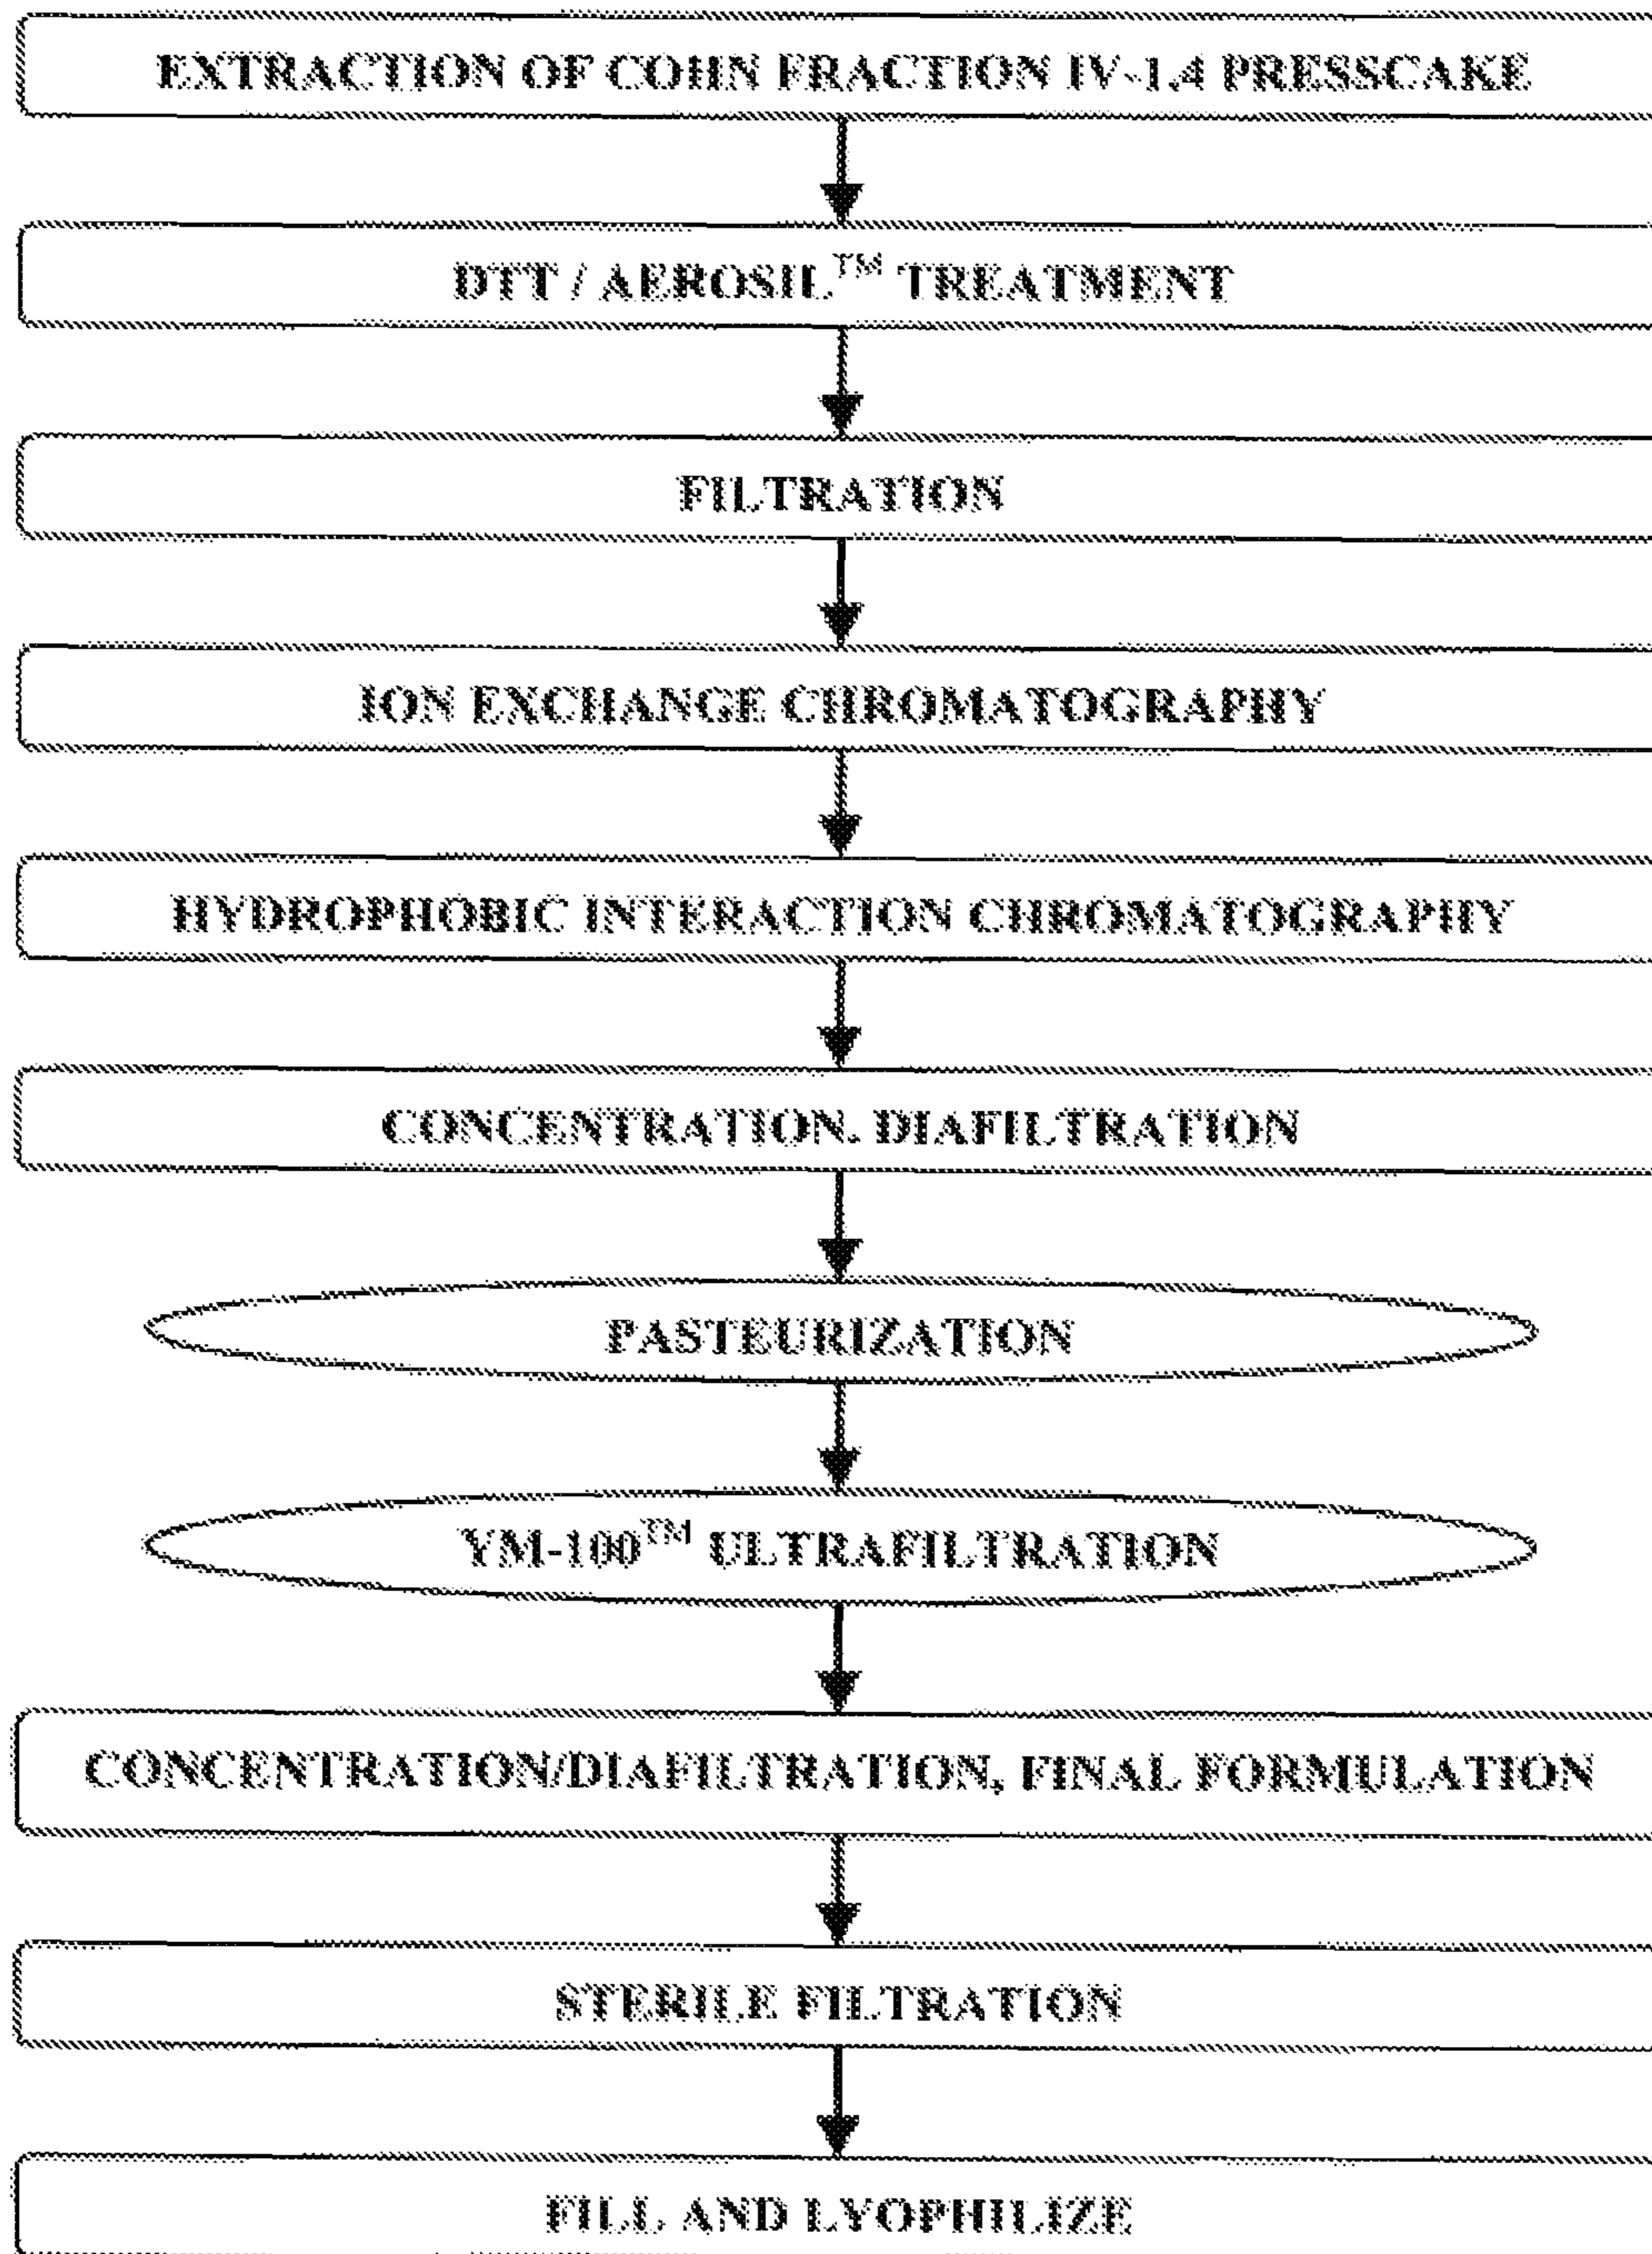 EXTRACTION OF COHN FRACTION IV-1,4 PRESSCAKE
DTT / AEROSIL™ TREATMENT
FILTRATION
ION EXCHANGE CHROMATOGRAPHY
HYDROPHOBIC INTERACTION CHROMATOGRAPHY
CONCENTRATION, DIAFILTRATION
PASTEURIZATION
YM-100™ ULTRAFILTRATION
CONCENTRATION/DIAFILTRATION, FINAL FORMULATION
STERILE FILTRATION
FILL AND LYOPHILIZE